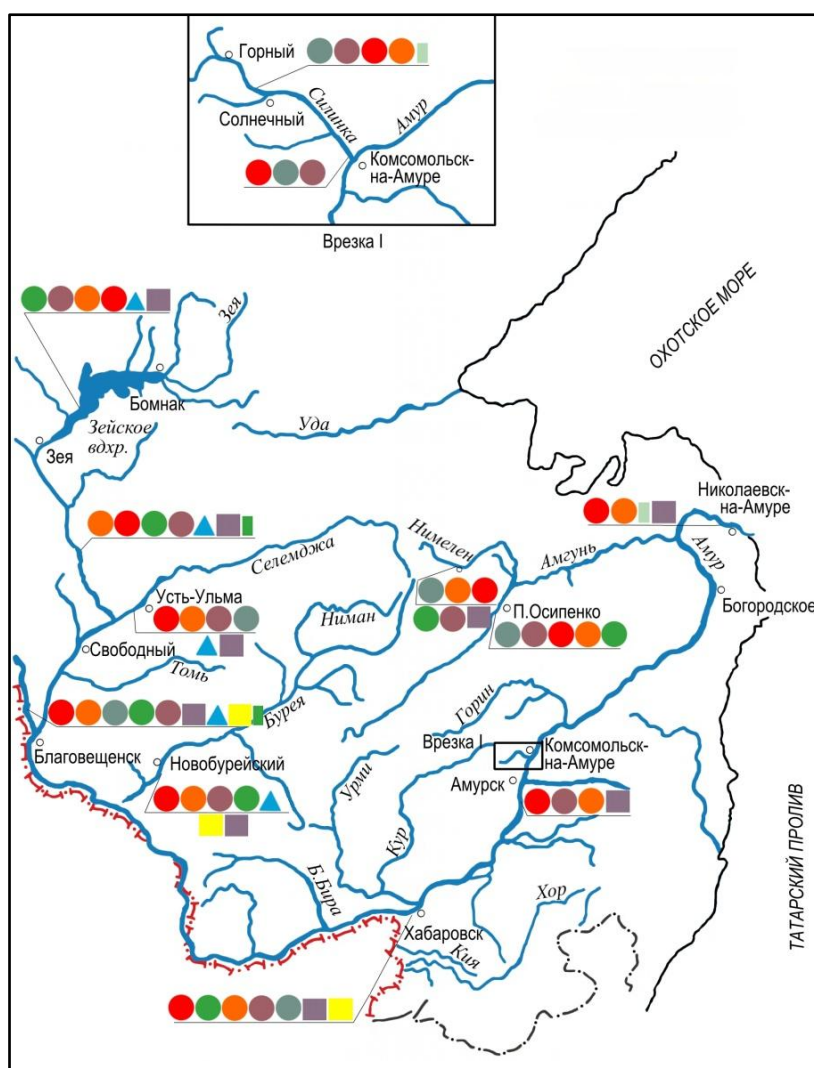 Горный
Солнечный
Силинка
Амур
Комсомольск-
на-Амуре
Врезка I
ОХОТСКОЕ МОРЕ
Зея
Бомнак
Зейское
вдхр.
Зея
Уда
Николаевск-
на-Амуре
Нимелен
Амгунь
Амур
Селемджа
Усть-Ульма
П.Осипенко
Богородское
Ниман
Свободный
Томь
Бурея
Горин
Благовещенск
Новобурейский
Врезка I
Комсомольск-
на-Амуре
Урми
Амурск
Кур
Б.Бира
Хор
Хабаровск
Кия
ТАТАРСКИЙ ПРОЛИВ